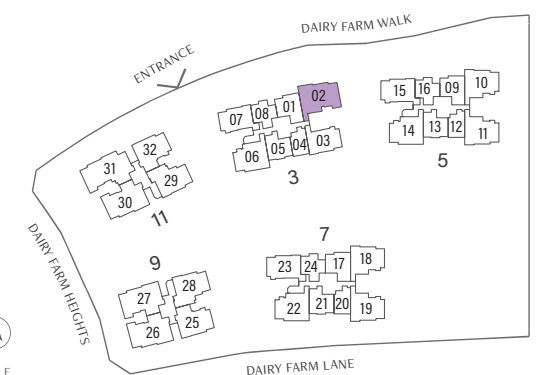 DAIRY FARM WALK
ENTRANCE
02
07 08 01
06 05 04 03
3
15 16 09 10
14 13 12 11
5
31 32
30 29
11
DAIRY FARM HEIGHTS
9
27 28
26 25
7
23 24 17 18
22 21 20 19
DAIRY FARM LANE